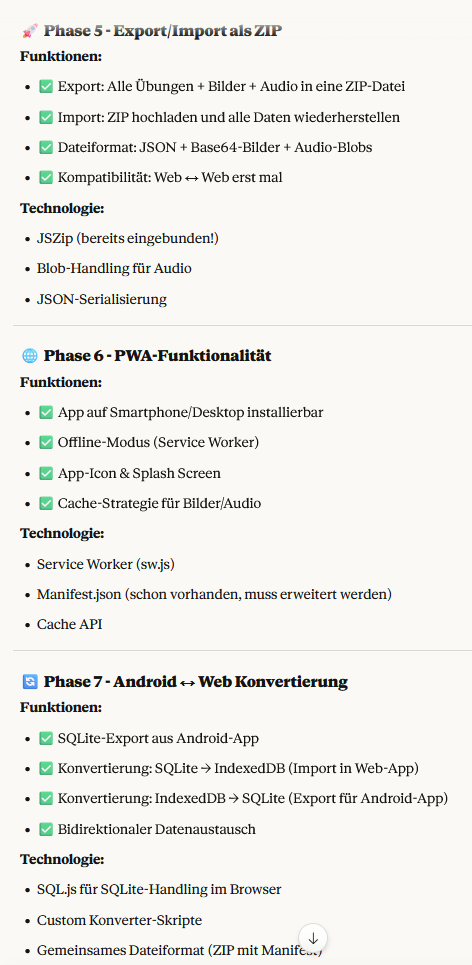 🚀 Phase 5 - Export/Import als ZIP
Funktionen:
• ✅ Export: Alle Übungen + Bilder + Audio in eine ZIP-Datei
• ✅ Import: ZIP hochladen und alle Daten wiederherstellen
• ✅ Dateiformat: JSON + Base64-Bilder + Audio-Blobs
• ✅ Kompatibilität: Web ↔ Web erst mal
Technologie:
• JSZip (bereits eingebunden!)
• Blob-Handling für Audio
• JSON-Serialisierung
🌐 Phase 6 - PWA-Funktionalität
Funktionen:
• ✅ App auf Smartphone/Desktop installierbar
• ✅ Offline-Modus (Service Worker)
• ✅ App-Icon & Splash Screen
• ✅ Cache-Strategie für Bilder/Audio
Technologie:
• Service Worker (sw.js)
• Manifest.json (schon vorhanden, muss erweitert werden)
• Cache API
🔄 Phase 7 - Android ↔ Web Konvertierung
Funktionen:
• ✅ SQLite-Export aus Android-App
• ✅ Konvertierung: SQLite → IndexedDB (Import in Web-App)
• ✅ Konvertierung: IndexedDB → SQLite (Export für Android-App)
• ✅ Bidirektionaler Datenaustausch
Technologie:
• SQL.js für SQLite-Handling im Browser
• Custom Konverter-Skripte
• Gemeinsames Dateiformat (ZIP mit Manifest)